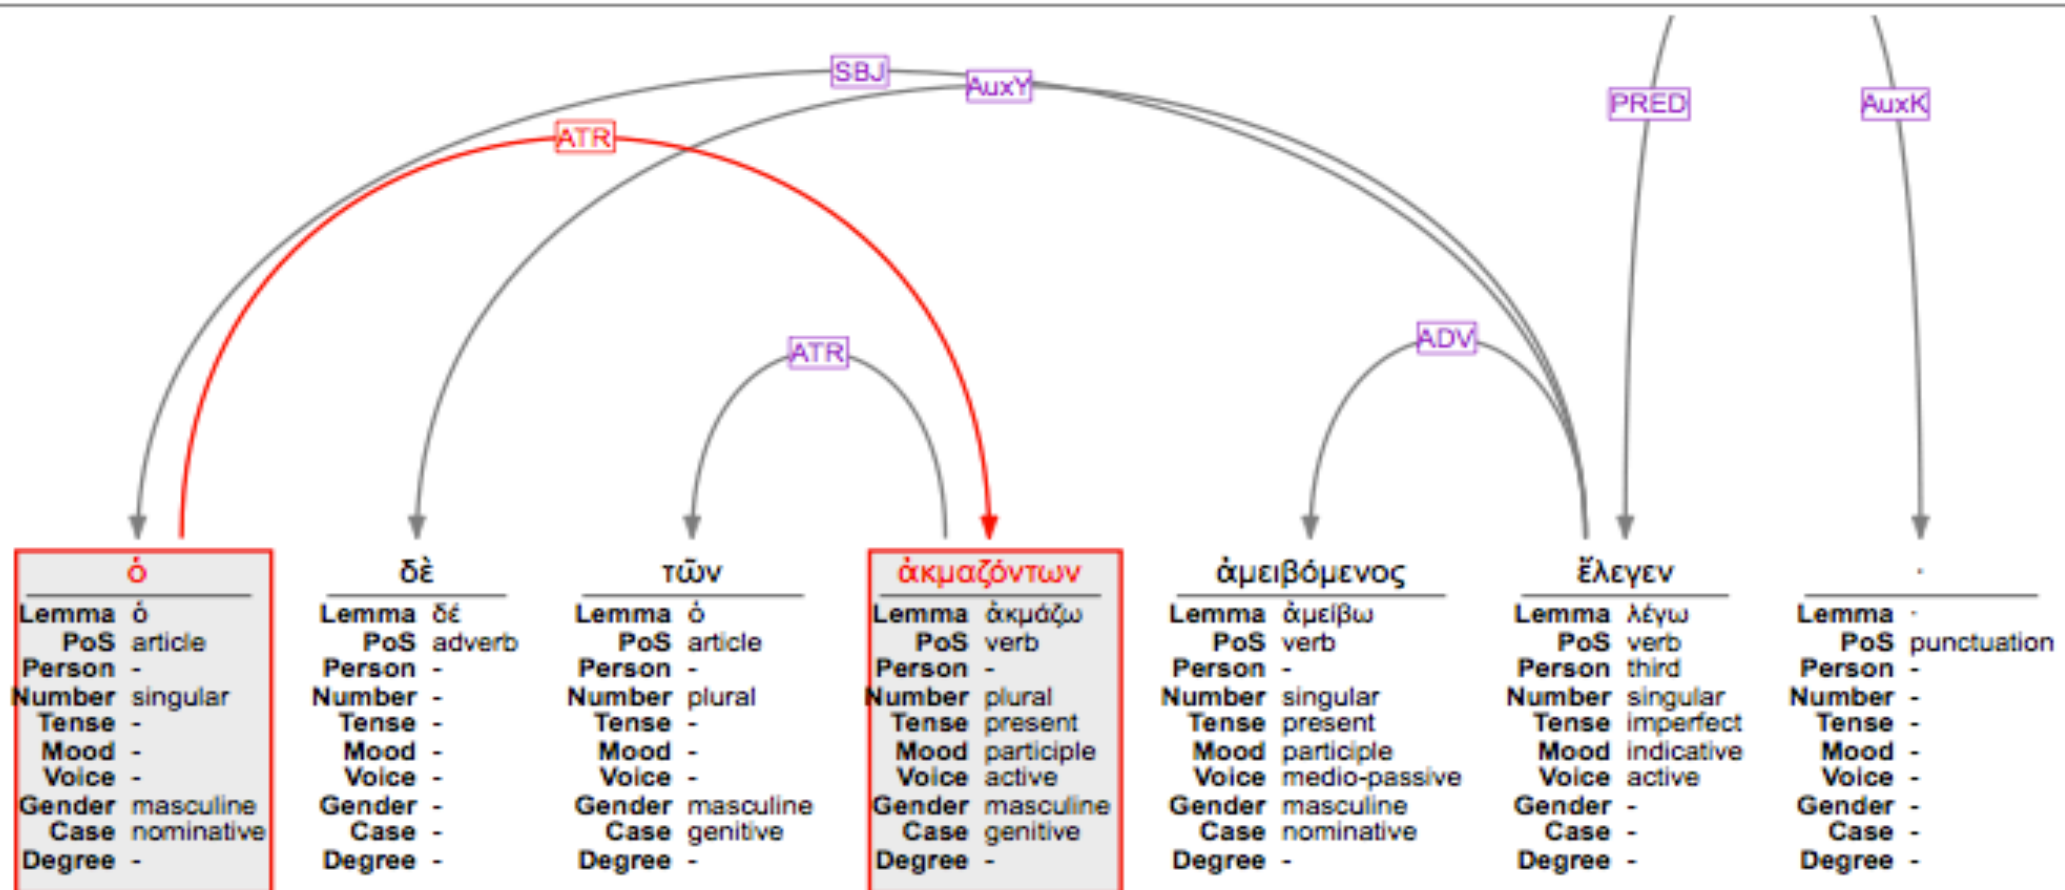 SBJ AuxY PRED AuxK
ATR
ATR ADV
ὁ δὲ τῶν ἀκμαζόντων ἀμειβόμενος ἔλεγεν ·
Lemma ὁ Lemma δέ Lemma ὁ Lemma ἀκμάζω Lemma ἀμείβω Lemma λέγω Lemma ·
PoS article PoS adverb PoS article PoS verb PoS verb PoS verb PoS punctuation
Person - Person - Person - Person - Person - Person third Person -
Number singular Number - Number plural Number plural Number singular Number singular Number -
Tense - Tense - Tense - Tense present Tense present Tense imperfect Tense -
Mood - Mood - Mood - Mood participle Mood participle Mood indicative Mood -
Voice - Voice - Voice - Voice active Voice medio-passive Voice active Voice -
Gender masculine Gender - Gender masculine Gender masculine Gender masculine Gender - Gender -
Case nominative Case - Case genitive Case genitive Case nominative Case - Case -
Degree - Degree - Degree - Degree - Degree - Degree - Degree -